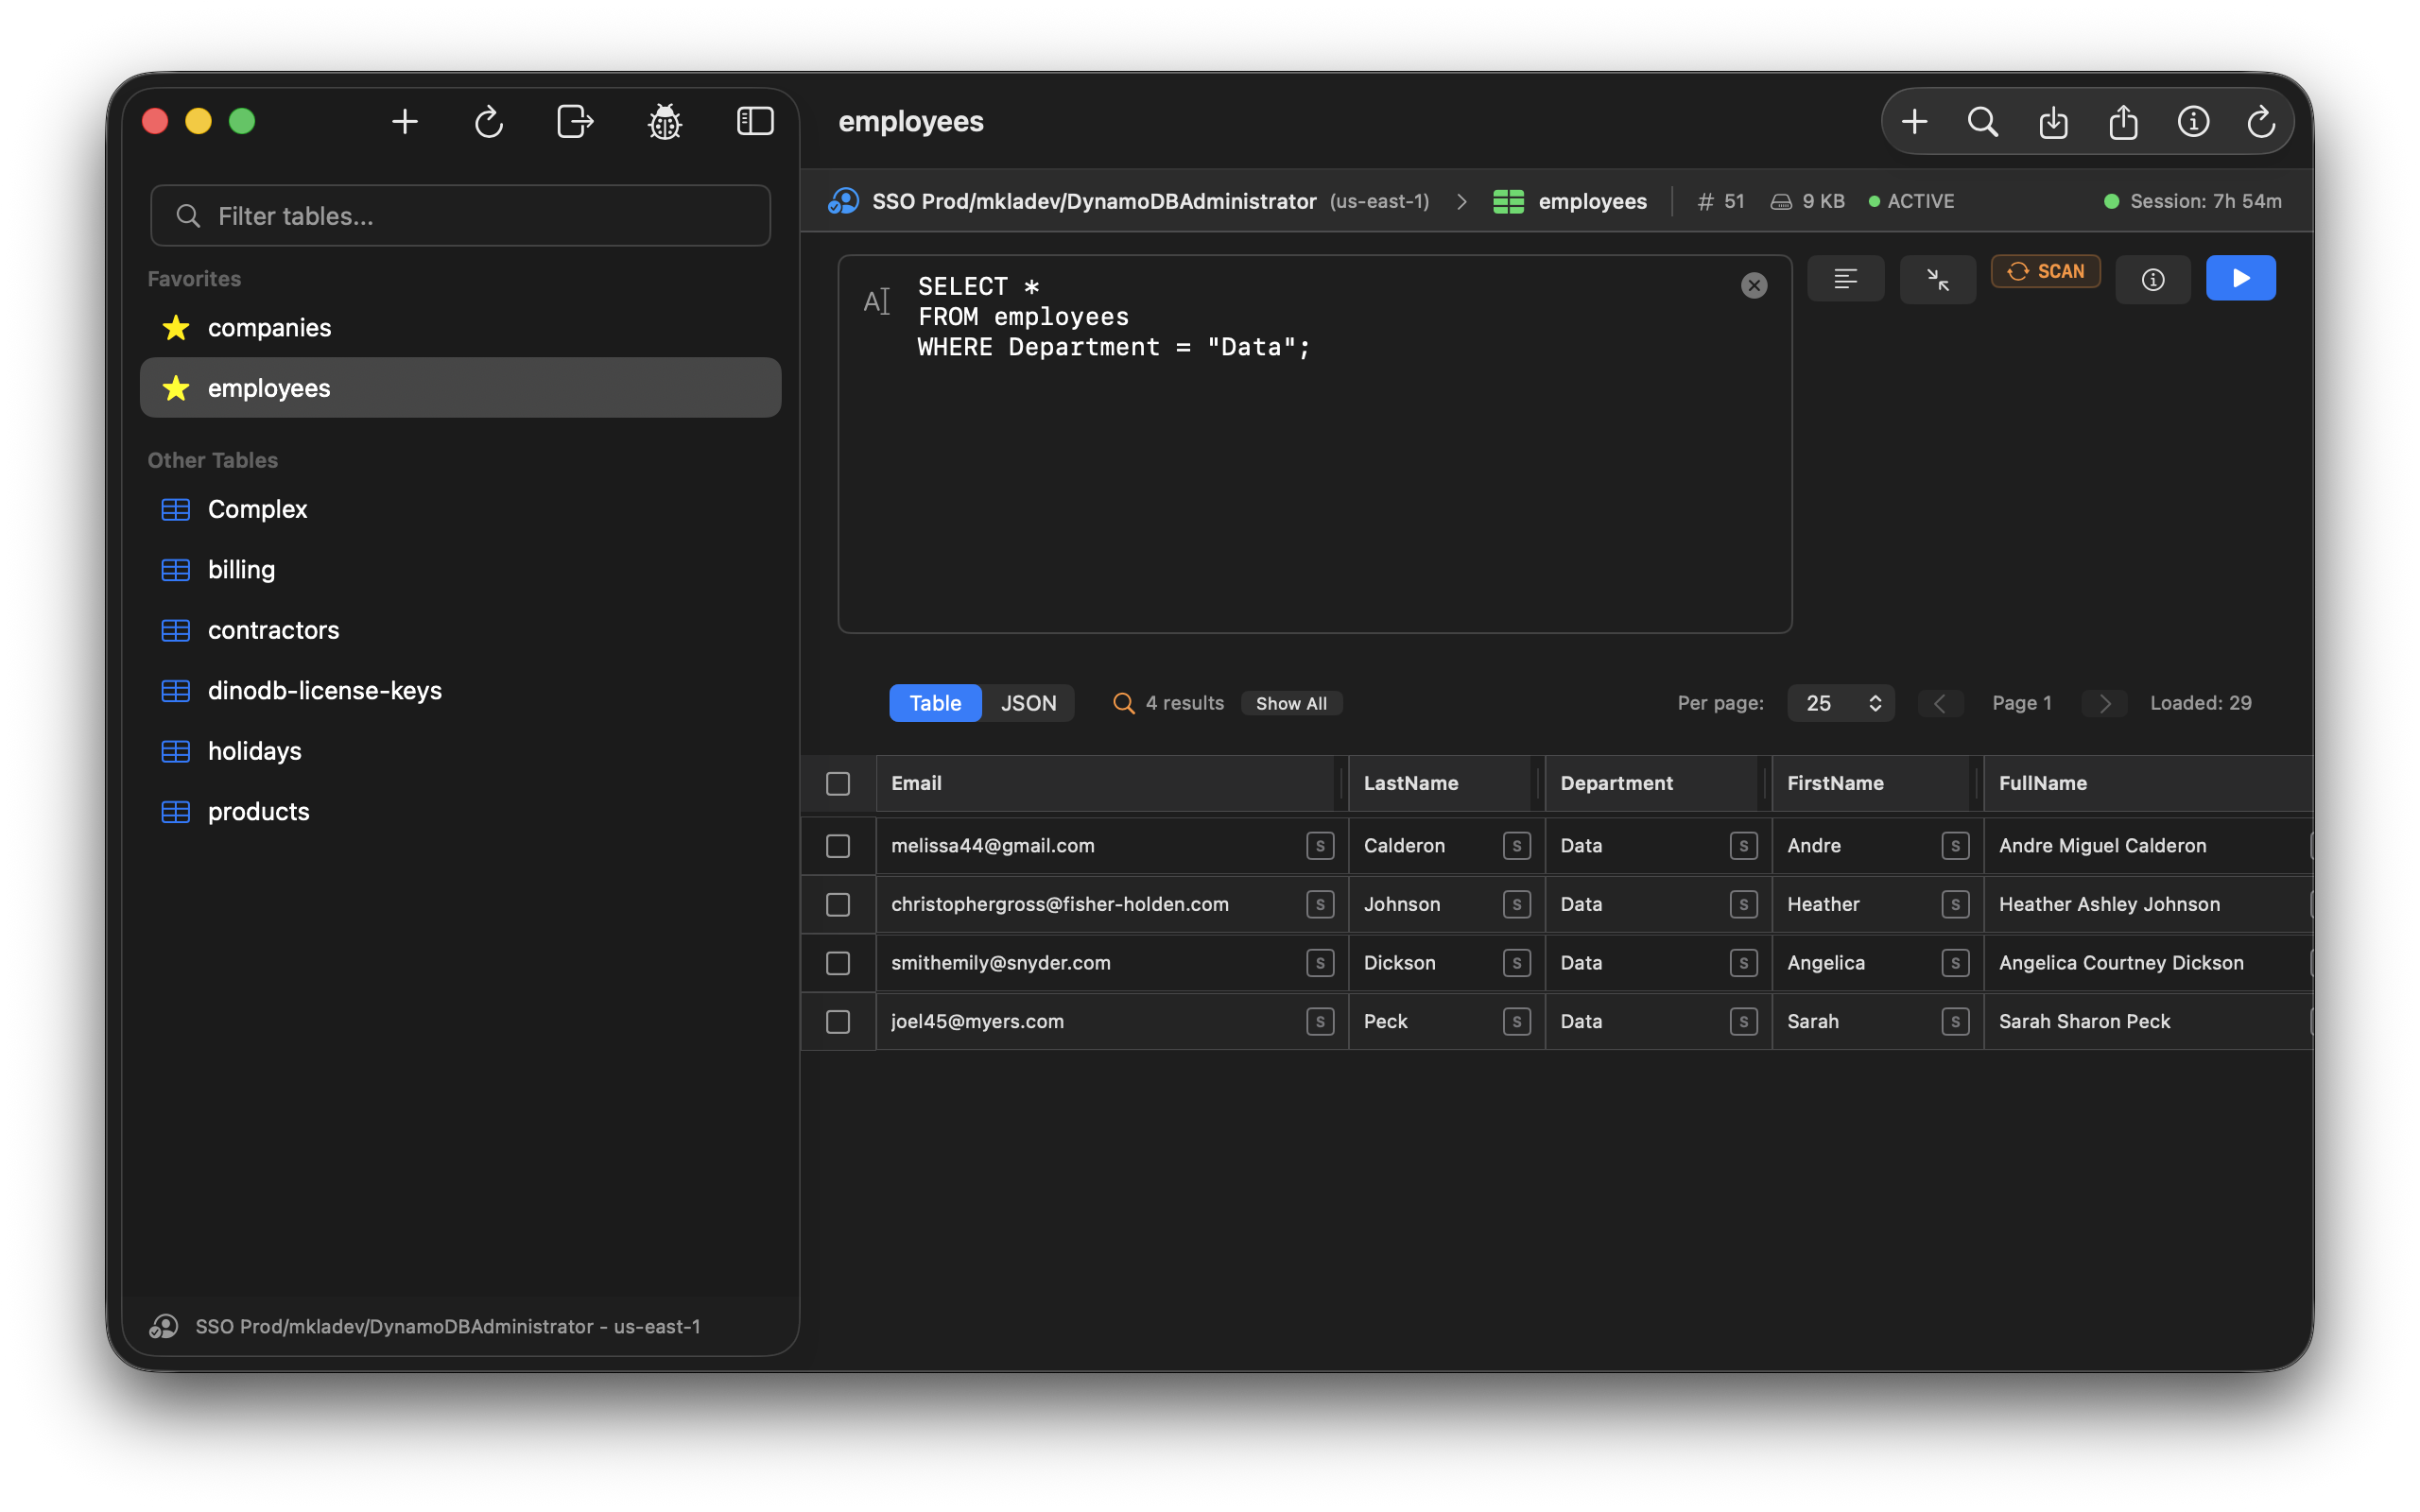 employees
Filter tables...
Favorites
companies
employees
Other Tables
Complex
billing
contractors
dinodb-license-keys
holidays
products
SSO Prod/mkladev/DynamoDBAdministrator - us-east-1
SSO Prod/mkladev/DynamoDBAdministrator (us-east-1) > employees # 51 9 KB ACTIVE Session: 7h 54m
SELECT *
FROM employees
WHERE Department = "Data";
SCAN
Table JSON 4 results Show All Per page: 25 Page 1 Loaded: 29
Email LastName Department FirstName FullName
melissa44@gmail.com S Calderon S Data S Andre S Andre Miguel Calderon
christophergross@fisher-holden.com S Johnson S Data S Heather S Heather Ashley Johnson
smithemily@snyder.com S Dickson S Data S Angelica S Angelica Courtney Dickson
joel45@myers.com S Peck S Data S Sarah S Sarah Sharon Peck